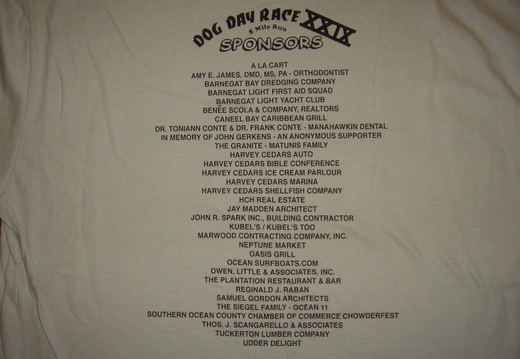 DOG DAY RACE XXIX
5 Mile Run
SPONSORS
A LA CART
AMY E. JAMES, DMD, MS, PA - ORTHODONTIST
BARNEGAT BAY DREDGING COMPANY
BARNEGAT LIGHT FIRST AID SQUAD
BARNEGAT LIGHT YACHT CLUB
BENÉE SCOLA & COMPANY, REALTORS
CANEEL BAY CARIBBEAN GRILL
DR. TONIANN CONTE & DR. FRANK CONTE - MANAHAWKIN DENTAL
IN MEMORY OF JOHN GERKENS - AN ANONYMOUS SUPPORTER
THE GRANITE - MATUNIS FAMILY
HARVEY CEDARS AUTO
HARVEY CEDARS BIBLE CONFERENCE
HARVEY CEDARS ICE CREAM PARLOUR
HARVEY CEDARS MARINA
HARVEY CEDARS SHELLFISH COMPANY
HCH REAL ESTATE
JAY MADDEN ARCHITECT
JOHN R. SPARK INC., BUILDING CONTRACTOR
KUBEL'S / KUBEL'S TOO
MARWOOD CONTRACTING COMPANY, INC.
NEPTUNE MARKET
OASIS GRILL
OCEAN SURFBOATS.COM
OWEN, LITTLE & ASSOCIATES, INC.
THE PLANTATION RESTAURANT & BAR
REGINALD J. RABAN
SAMUEL GORDON ARCHITECTS
THE SIEGEL FAMILY - OCEAN 11
SOUTHERN OCEAN COUNTY CHAMBER OF COMMERCE CHOWDERFEST
THOS. J. SCANGARELLO & ASSOCIATES
TUCKERTON LUMBER COMPANY
UDDER DELIGHT